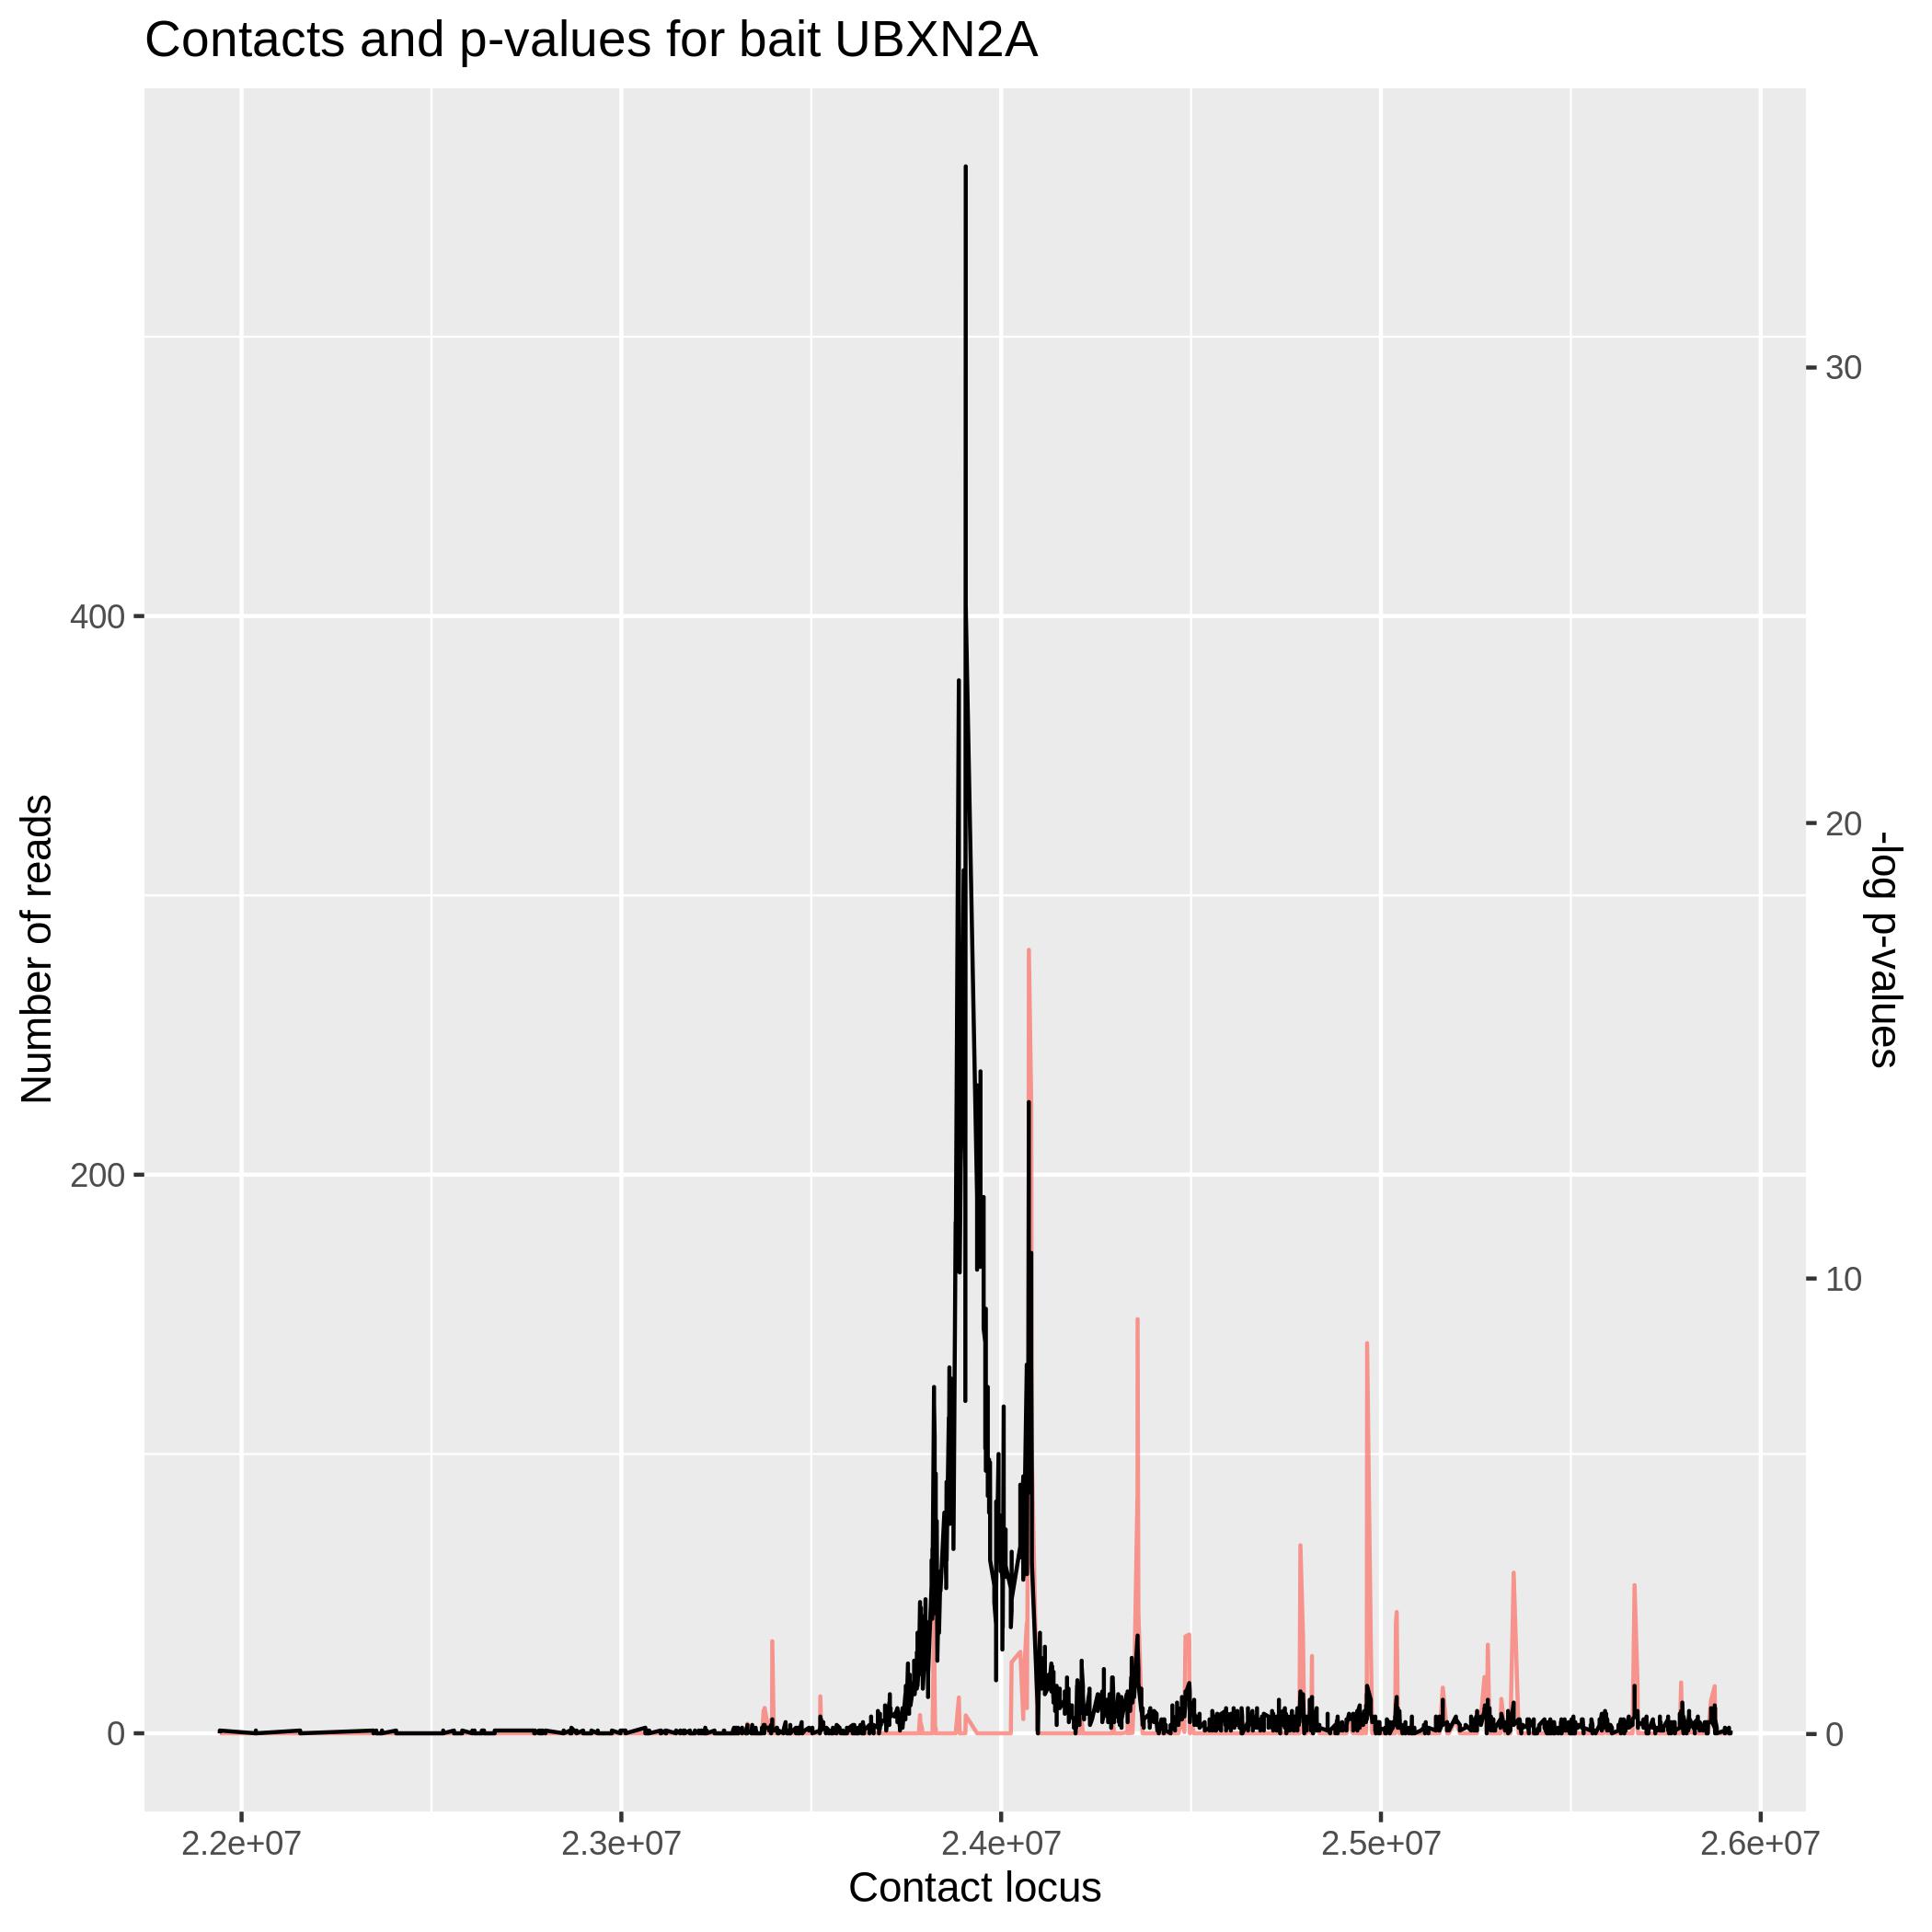 Contacts and p-values for bait UBXN2A
Number of reads
400
200
0
30
20
10
0
-log p-values
2.2e+07 2.3e+07 2.4e+07 2.5e+07 2.6e+07
Contact locus